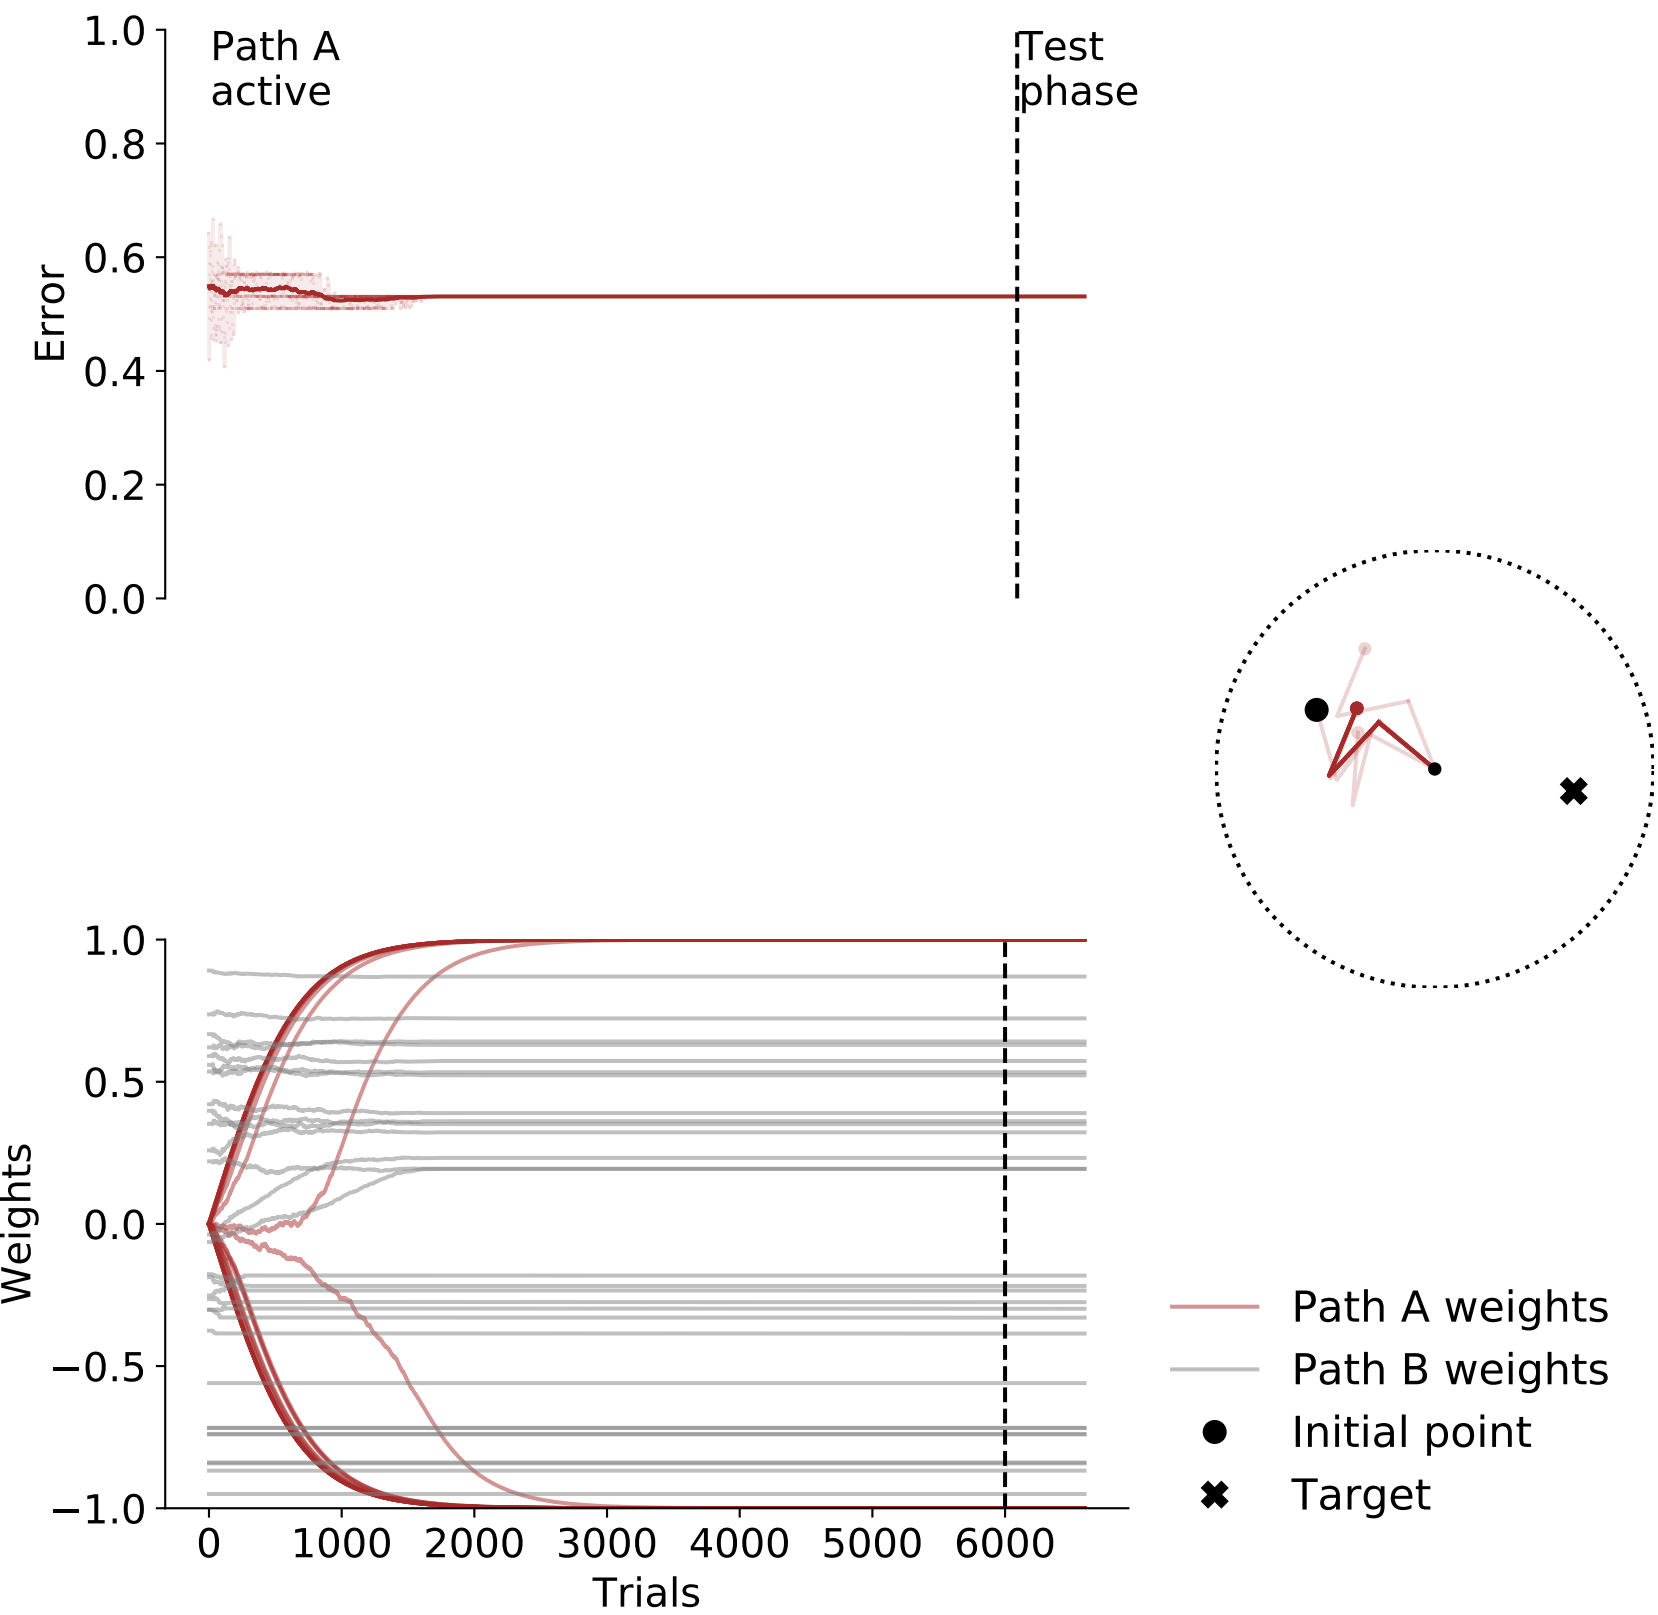 Path A
active
Test
phase
1.0
0.8
0.6
0.4
0.2
0.0
Error
1.0
0.5
0.0
−0.5
−1.0
Weights
0 1000 2000 3000 4000 5000 6000
Trials
Path A weights
Path B weights
Initial point
Target